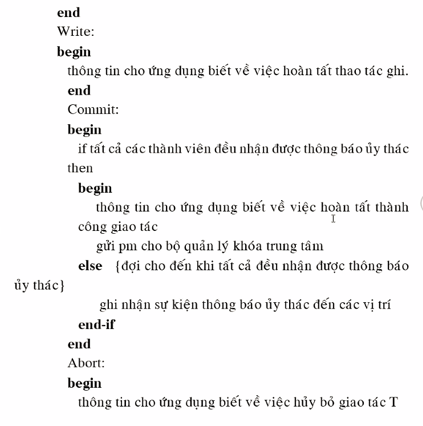 end
Write:
begin
thông tin cho ứng dụng biết về việc hoàn tất thao tác ghi.
end
Commit:
begin
if tất cả các thành viên đều nhận được thông báo ủy thác
then
begin
thông tin cho ứng dụng biết về việc hoàn tất thành
công giao tác
gửi pm cho bộ quản lý khóa trung tâm
else {đợi cho đến khi tất cả đều nhận được thông báo
ủy thác}
ghi nhận sự kiện thông báo ủy thác đến các vị trí
end-if
end
Abort:
begin
thông tin cho ứng dụng biết về việc hủy bỏ giao tác T